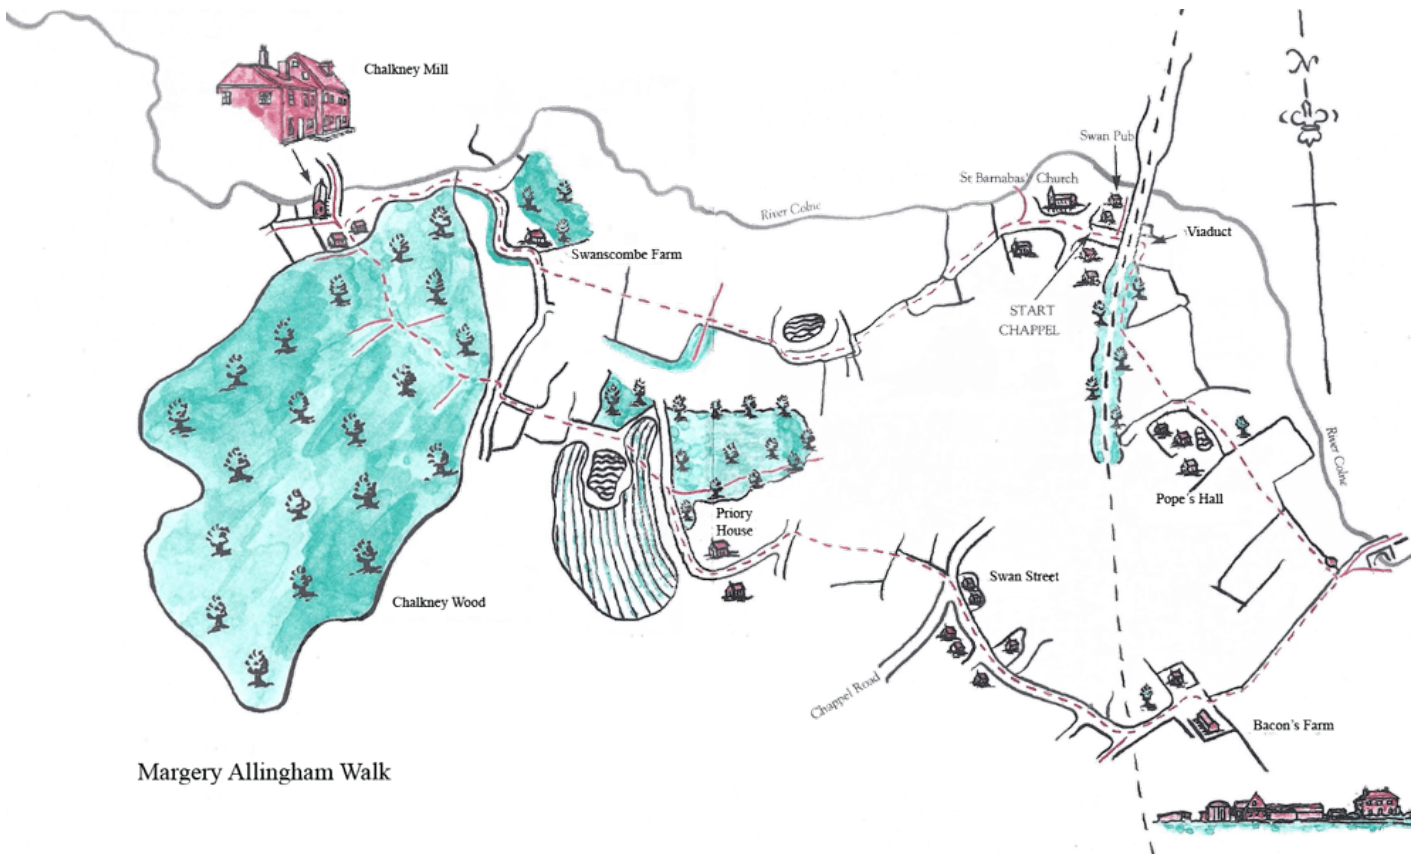 Chalkney Mill
N
Swan Pub
St Barnabas' Church
River Colne
Viaduct
Swanscombe Farm
START
CHAPPEL
River Colne
Pope's Hall
Priory
House
Swan Street
Chalkney Wood
Chappel Road
Bacon's Farm
Margery Allingham Walk